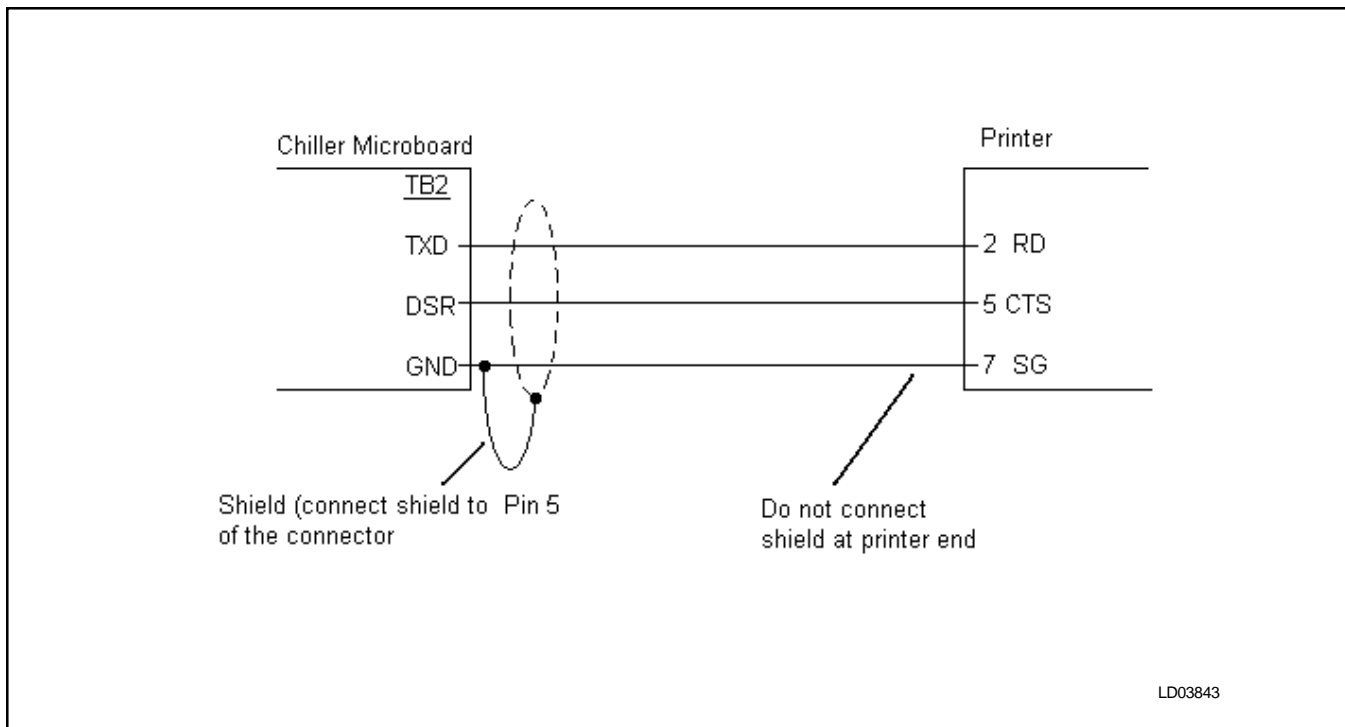 Chiller Microboard
Printer
TB2
TXD
2 RD
DSR
5 CTS
GND
7 SG
Shield (connect shield to Pin 5
of the connector
Do not connect
shield at printer end
LD03843